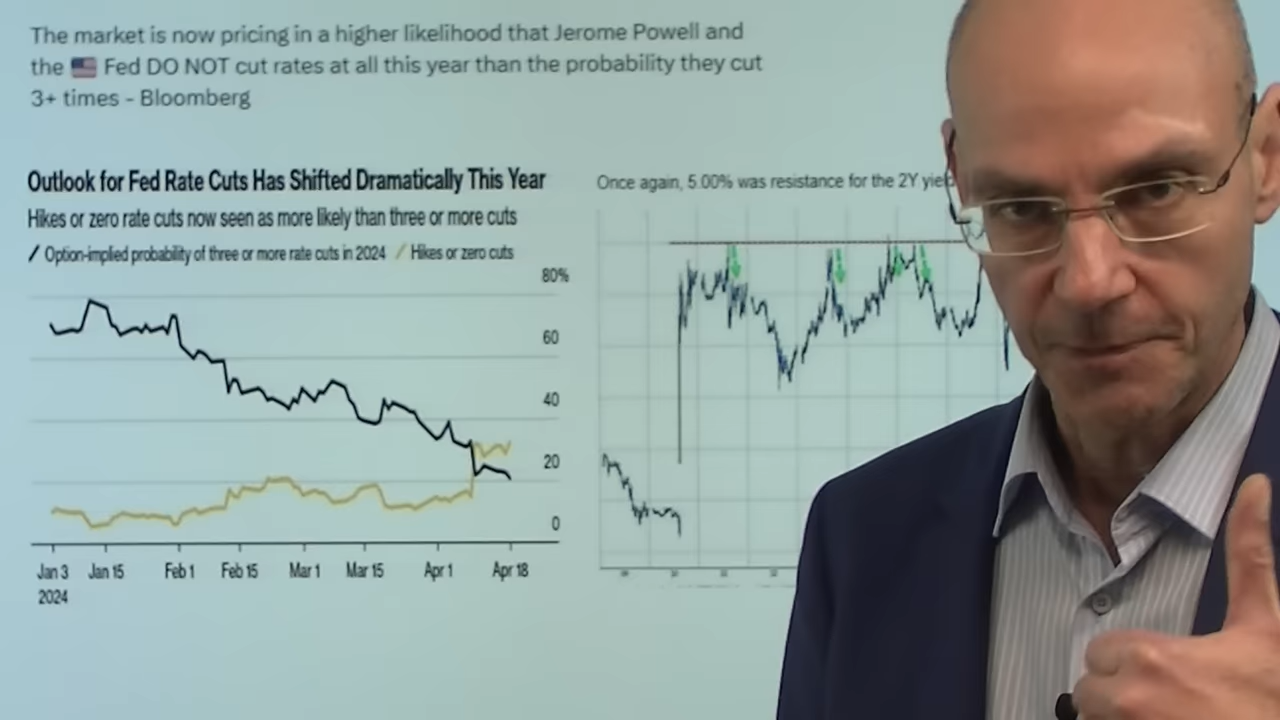 The market is now pricing in a higher likelihood that Jerome Powell and
the 🇺🇸 Fed DO NOT cut rates at all this year than the probability they cut
3+ times - Bloomberg
Outlook for Fed Rate Cuts Has Shifted Dramatically This Year
Hikes or zero rate cuts now seen as more likely than three or more cuts
Option-implied probability of three or more rate cuts in 2024 Hikes or zero cuts
80%
60
40
20
0
Jan 3 Jan 15 Feb 1 Feb 15 Mar 1 Mar 15 Apr 1 Apr 18
2024
Once again, 5.00% was resistance for the 2Y